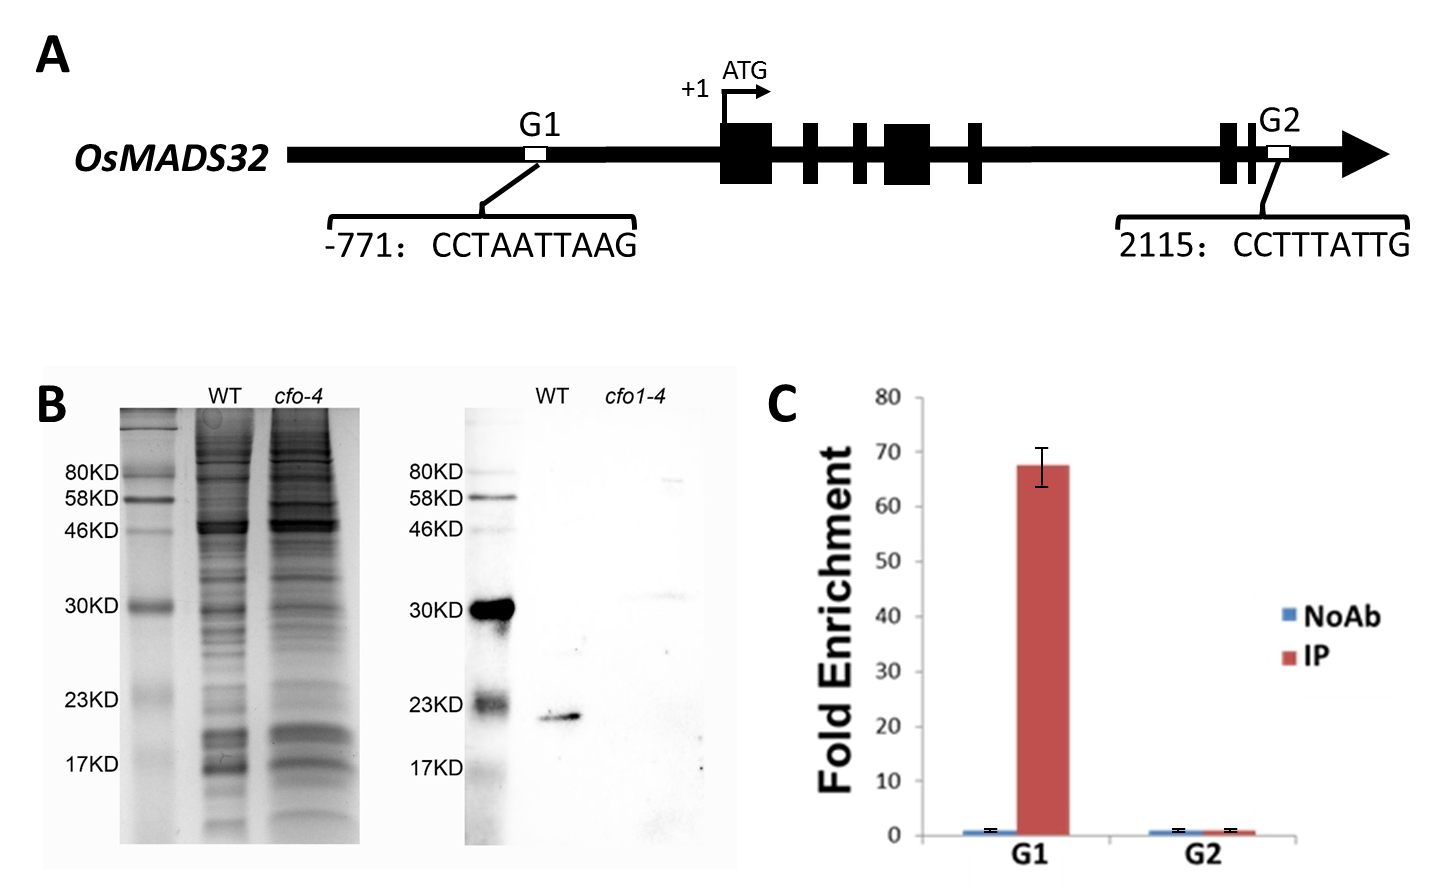 A
ATG
+1
G1
G2
OsMADS32
-771： CCTAATTAAG
2115： CCTTTATTG
B
WT cfo-4
80KD
58KD
46KD
30KD
23KD
17KD
WT cfo1-4
80KD
58KD
46KD
30KD
23KD
17KD
C
Fold Enrichment
80
70
60
50
40
30
20
10
0
G1 G2
NoAb
IP